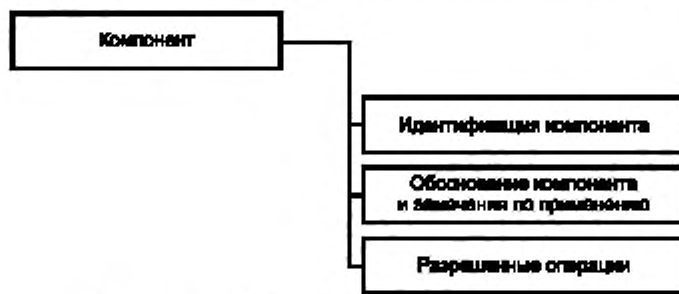 Компонент
Идентификация компонента
Обоснование компонента
и замечания по применению
Разрешенные операции